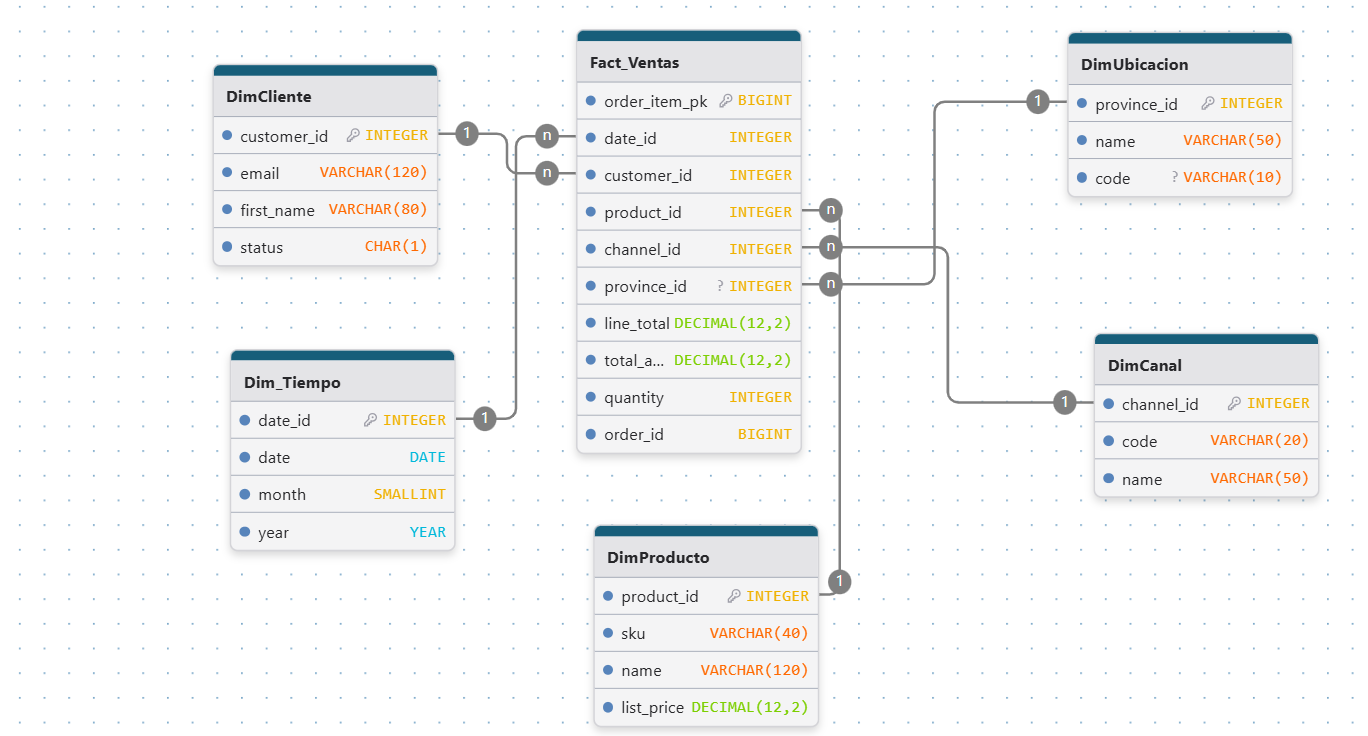 DimCliente
customer_id INTEGER
email VARCHAR(120)
first_name VARCHAR(80)
status CHAR(1)
1
n
n
Dim_Tiempo
date_id INTEGER
date DATE
month SMALLINT
year YEAR
1
Fact_Ventas
order_item_pk BIGINT
date_id INTEGER
customer_id INTEGER
product_id INTEGER
channel_id INTEGER
province_id ? INTEGER
line_total DECIMAL(12,2)
total_a... DECIMAL(12,2)
quantity INTEGER
order_id BIGINT
n
n
n
DimProducto
product_id INTEGER
sku VARCHAR(40)
name VARCHAR(120)
list_price DECIMAL(12,2)
1
DimUbicacion
province_id INTEGER
name VARCHAR(50)
code ? VARCHAR(10)
1
DimCanal
channel_id INTEGER
code VARCHAR(20)
name VARCHAR(50)
1